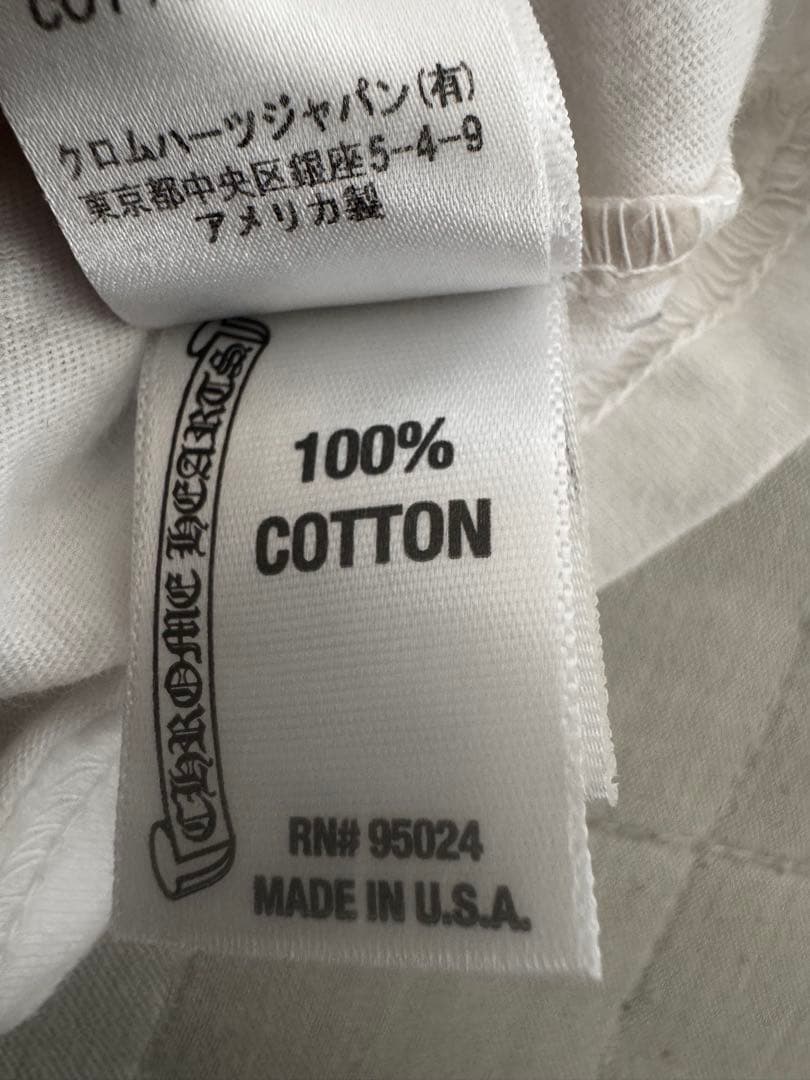 クロムハーツジャパン(有)
東京都中央区銀座5-4-9
アメリカ製
CHROME HEARTS
100%
COTTON
RN# 95024
MADE IN U.S.A.